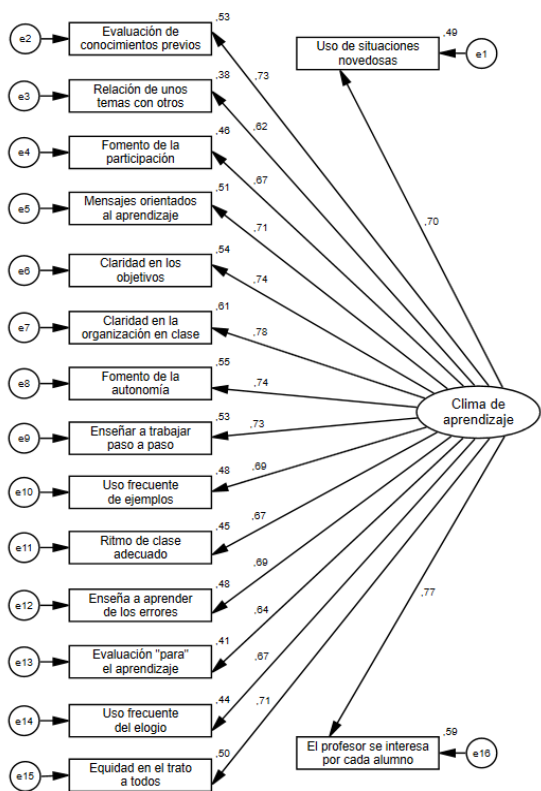 ,53
e2
Evaluación de
conocimientos previos
,49
Uso de situaciones
novedosas
e1
,73
,38
e3
Relación de unos
temas con otros
,62
,46
e4
Fomento de la
participación
,67
,51
e5
Mensajes orientados
al aprendizaje
,71
,70
,54
e6
Claridad en los
objetivos
,74
,61
e7
Claridad en la
organización en clase
,78
,55
e8
Fomento de la
autonomía
,74
Clima de
aprendizaje
,53
e9
Enseñar a trabajar
paso a paso
,73
,48
e10
Uso frecuente
de ejemplos
,69
,45
e11
Ritmo de clase
adecuado
,67
,48
e12
Enseña a aprender
de los errores
,69
,77
,41
e13
Evaluación "para"
el aprendizaje
,64
,44
e14
Uso frecuente
del elogio
,67
,50
e15
Equidad en el trato
a todos
,71
,59
El profesor se interesa
por cada alumno
e16